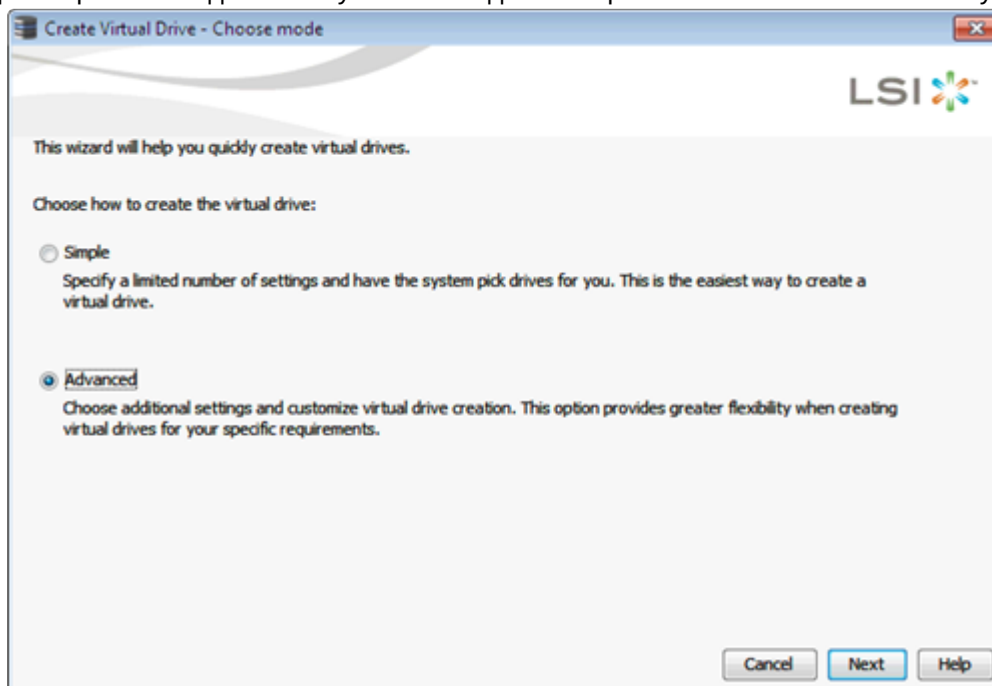 Create Virtual Drive - Choose mode
LSI
This wizard will help you quickly create virtual drives.
Choose how to create the virtual drive:
Simple
Specify a limited number of settings and have the system pick drives for you. This is the easiest way to create a
virtual drive.
Advanced
Choose additional settings and customize virtual drive creation. This option provides greater flexibility when creating
virtual drives for your specific requirements.
Cancel Next Help